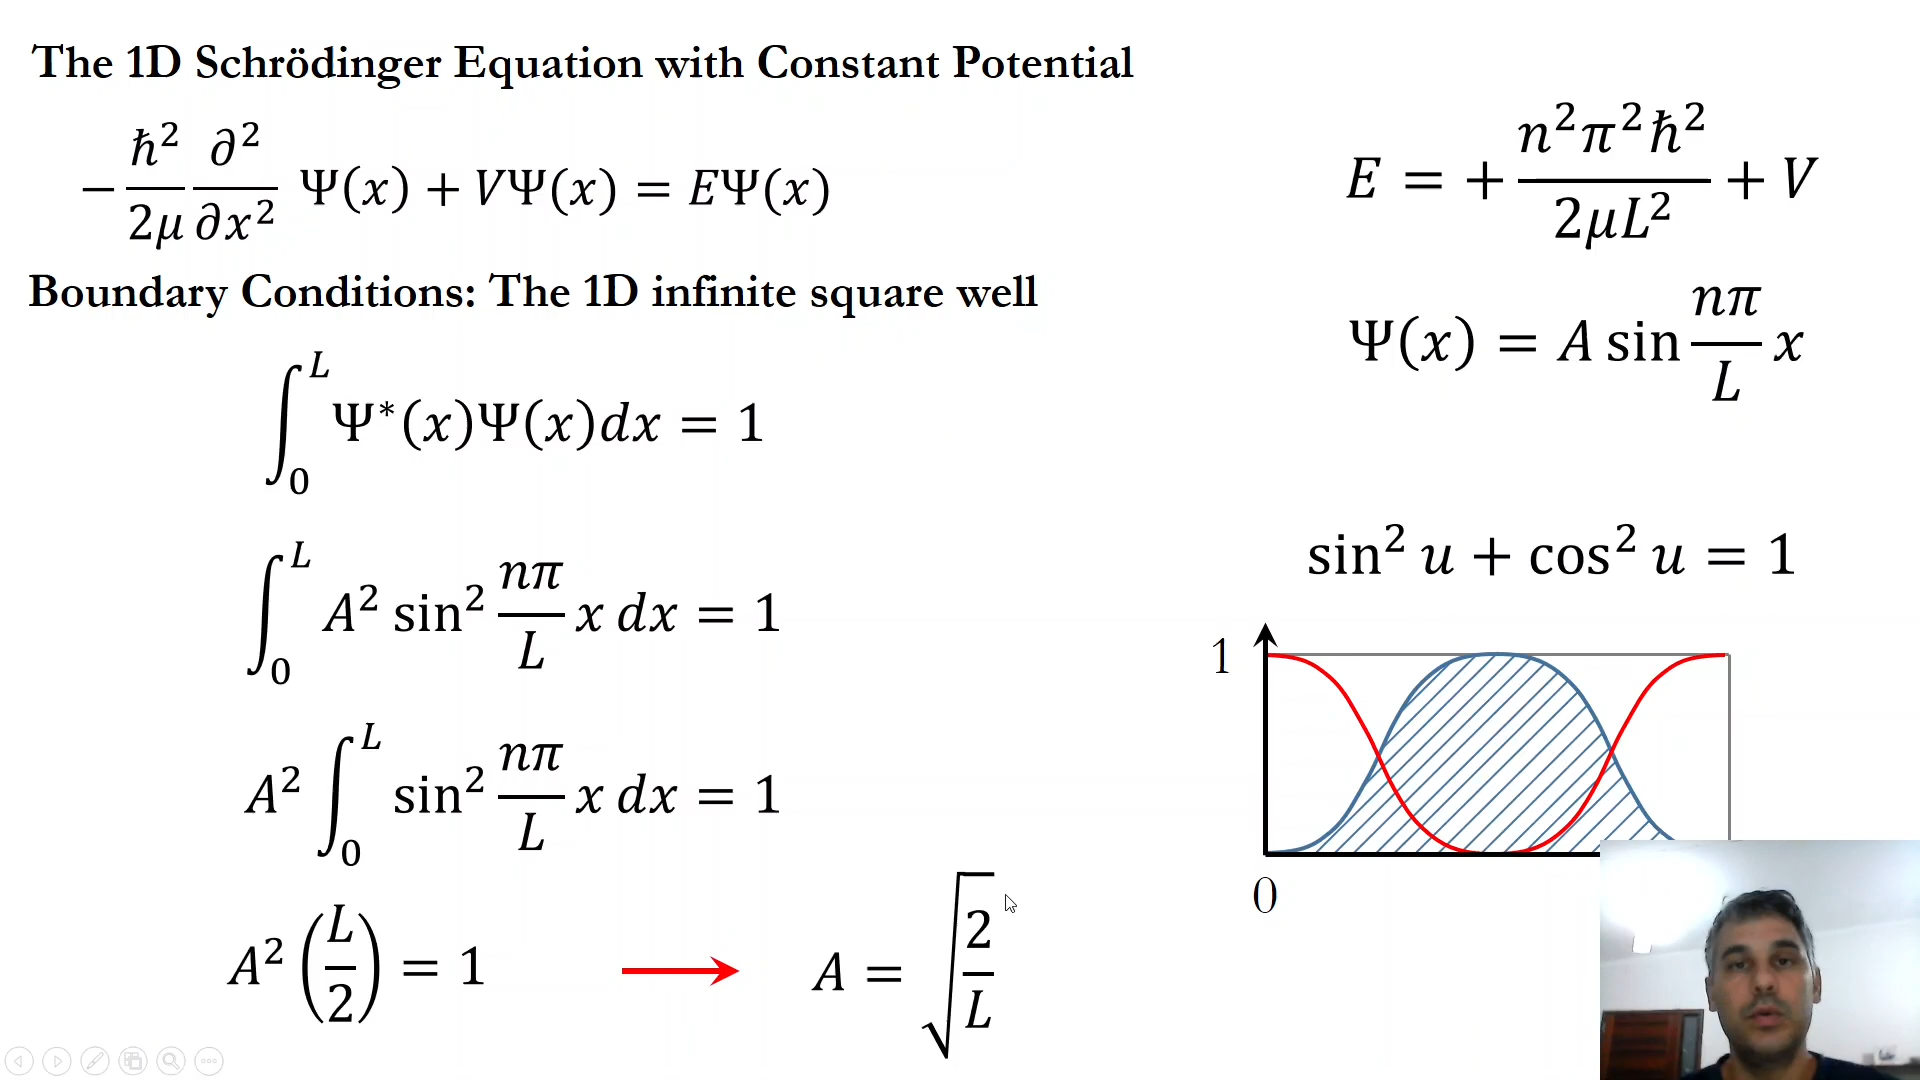 The 1D Schrödinger Equation with Constant Potential
−ℏ²/2μ ∂²/∂x² Ψ(x) + VΨ(x) = EΨ(x)
E = + n²π²ℏ²/2μL² + V
Boundary Conditions: The 1D infinite square well
Ψ(x) = A sin nπ/L x
∫₀ᴸ Ψ*(x)Ψ(x)dx = 1
sin² u + cos² u = 1
∫₀ᴸ A² sin² nπ/L x dx = 1
1
A² ∫₀ᴸ sin² nπ/L x dx = 1
0
A² (L/2) = 1
A = √(2/L)